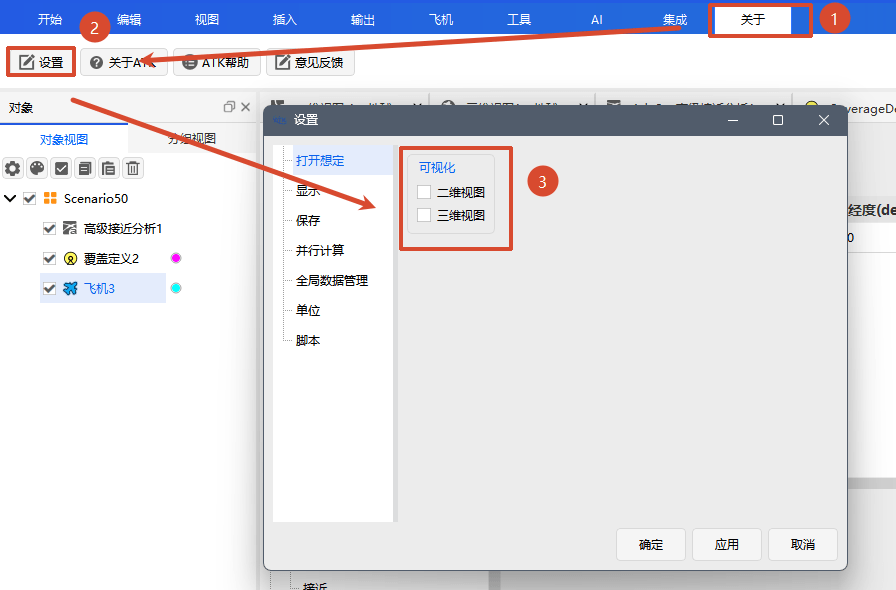 开始 编辑 视图 插入 输出 飞机 工具 AI 集成 关于
1
2
设置 关于ATK ATK帮助 意见反馈
对象
设置
对象视图 分组视图
打开想定
显示
保存
并行计算
全局数据管理
单位
脚本
可视化
二维视图
三维视图
3
Scenario50
高级接近分析1
覆盖定义2
飞机3
经度(de
0
确定 应用 取消
接近